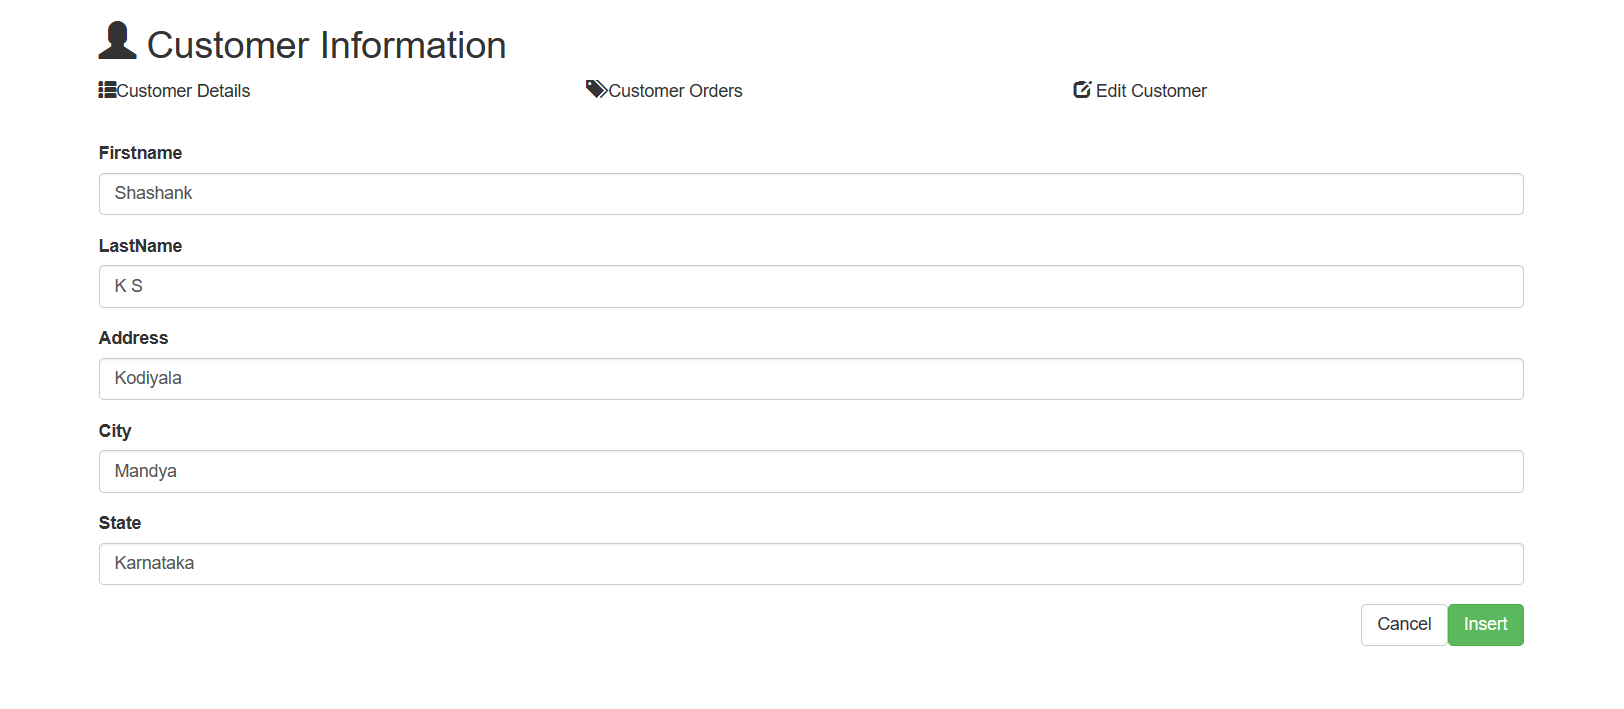 Customer Information
Customer Details Customer Orders Edit Customer
Firstname
Shashank
LastName
K S
Address
Kodiyala
City
Mandya
State
Karnataka
Cancel Insert